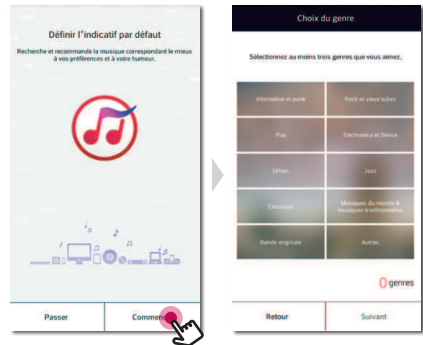 Définir l'indicatif par défaut
Recherche et recommande la
musique correspondant le mieux
à vos préférences et à votre humeur.
Passer
Commenc
Choix du genre
Sélectionnez au moins trois genres que vous aimez.
Alternative et punk
Rock et vieux tubes
Pop
Electronica et Dance
Urban
Jazz
Classique
Musiques du monde &
musiques traditionnelles
Bande originale
Autres
0 genres
Retour
Suivant